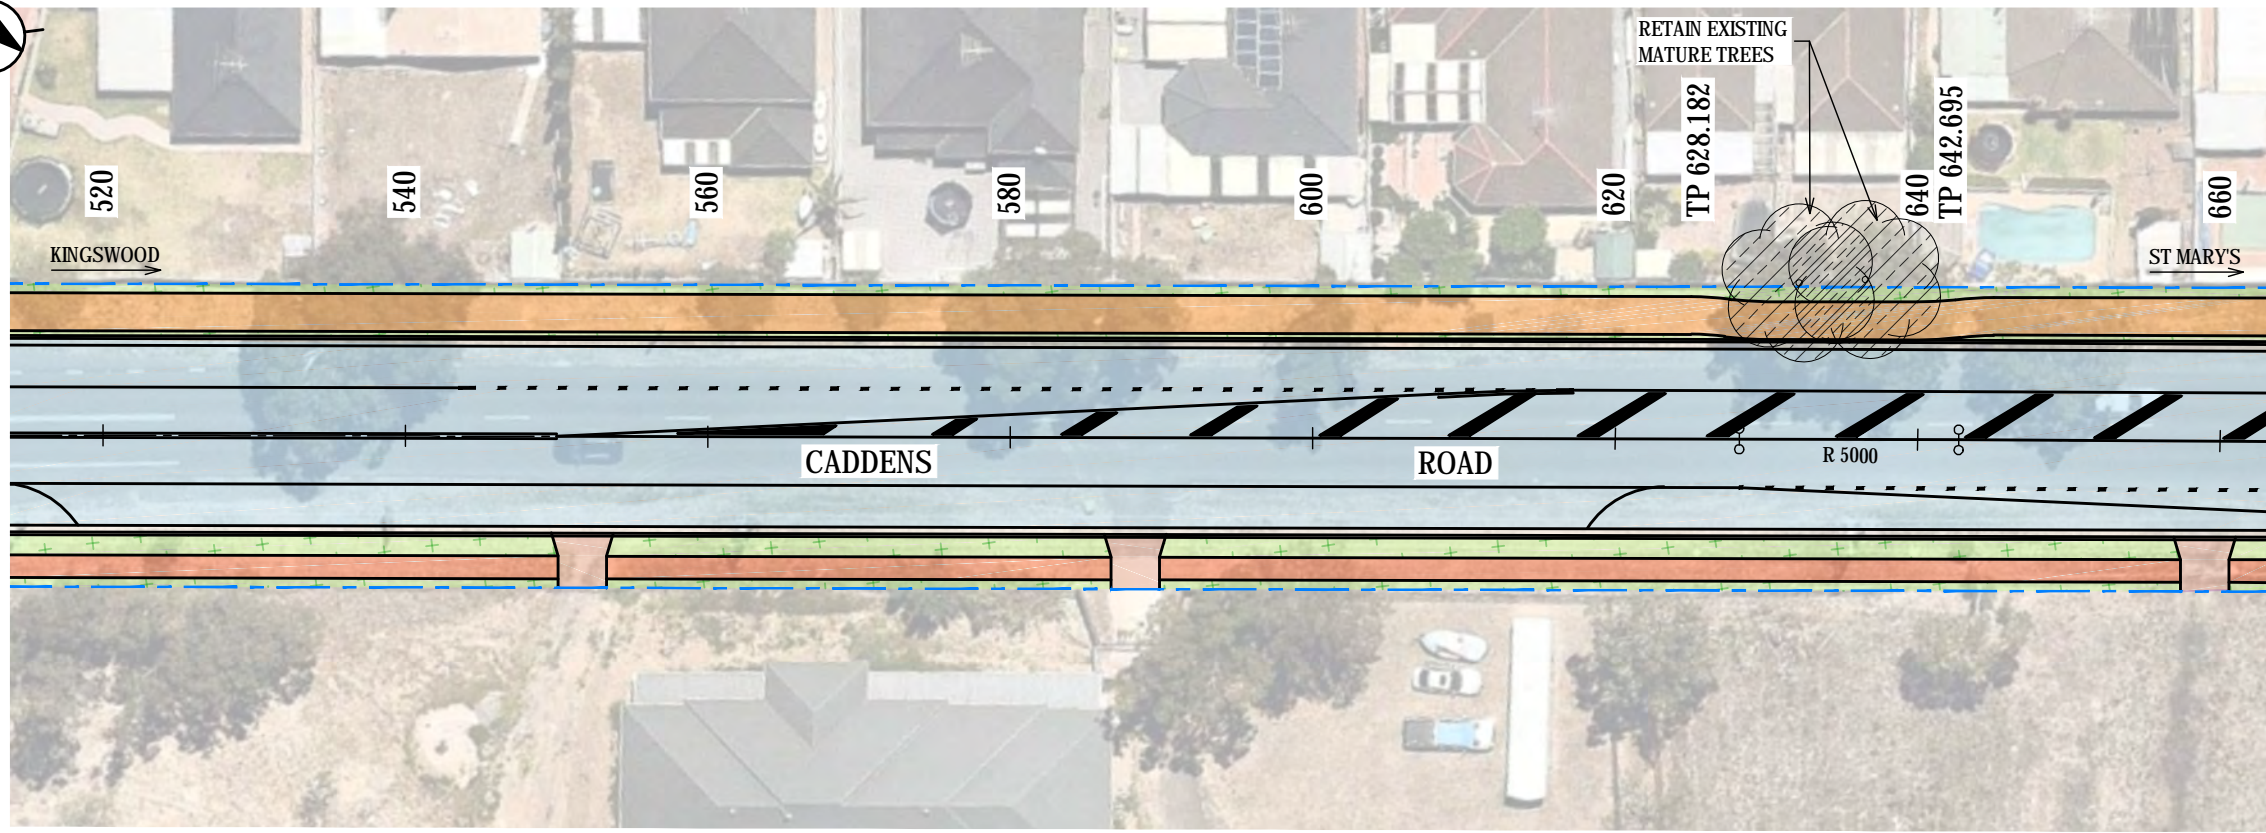 RETAIN EXISTING
MATURE TREES
TP 628.182
TP 642.695
520
540
560
580
600
620
640
660
KINGSWOOD
ST MARY'S
CADDENS
ROAD
R 5000